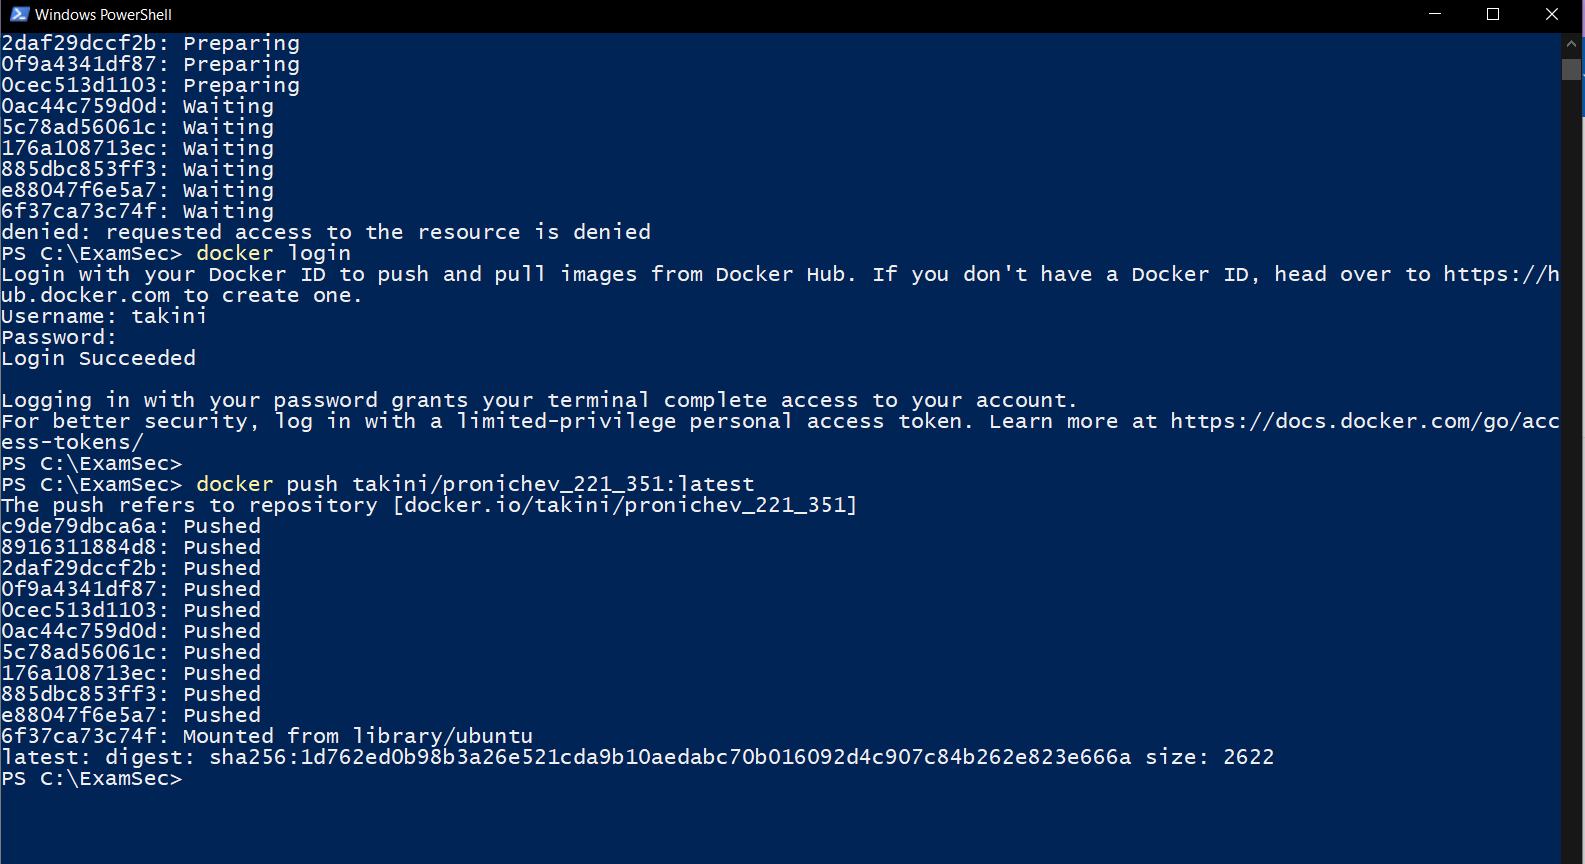 Windows PowerShell
2daf29dccf2b: Preparing
0f9a4341df87: Preparing
0cec513d1103: Preparing
0ac44c759d0d: Waiting
5c78ad56061c: Waiting
176a108713ec: Waiting
885dbc853ff3: Waiting
e88047f6e5a7: Waiting
6f37ca73c74f: Waiting
denied: requested access to the resource is denied
PS C:\ExamSec> docker login
Login with your Docker ID to push and pull images from Docker Hub. If you don't have a Docker ID, head over to https://h
ub.docker.com to create one.
Username: takini
Password:
Login Succeeded
Logging in with your password grants your terminal complete access to your account.
For better security, log in with a limited-privilege personal access token. Learn more at https://docs.docker.com/go/acc
ess-tokens/
PS C:\ExamSec>
PS C:\ExamSec> docker push takini/pronichev_221_351:latest
The push refers to repository [docker.io/takini/pronichev_221_351]
c9de79dbca6a: Pushed
8916311884d8: Pushed
2daf29dccf2b: Pushed
0f9a4341df87: Pushed
0cec513d1103: Pushed
0ac44c759d0d: Pushed
5c78ad56061c: Pushed
176a108713ec: Pushed
885dbc853ff3: Pushed
e88047f6e5a7: Pushed
6f37ca73c74f: Mounted from library/ubuntu
latest: digest: sha256:1d762ed0b98b3a26e521cda9b10aedabc70b016092d4c907c84b262e823e666a size: 2622
PS C:\ExamSec>